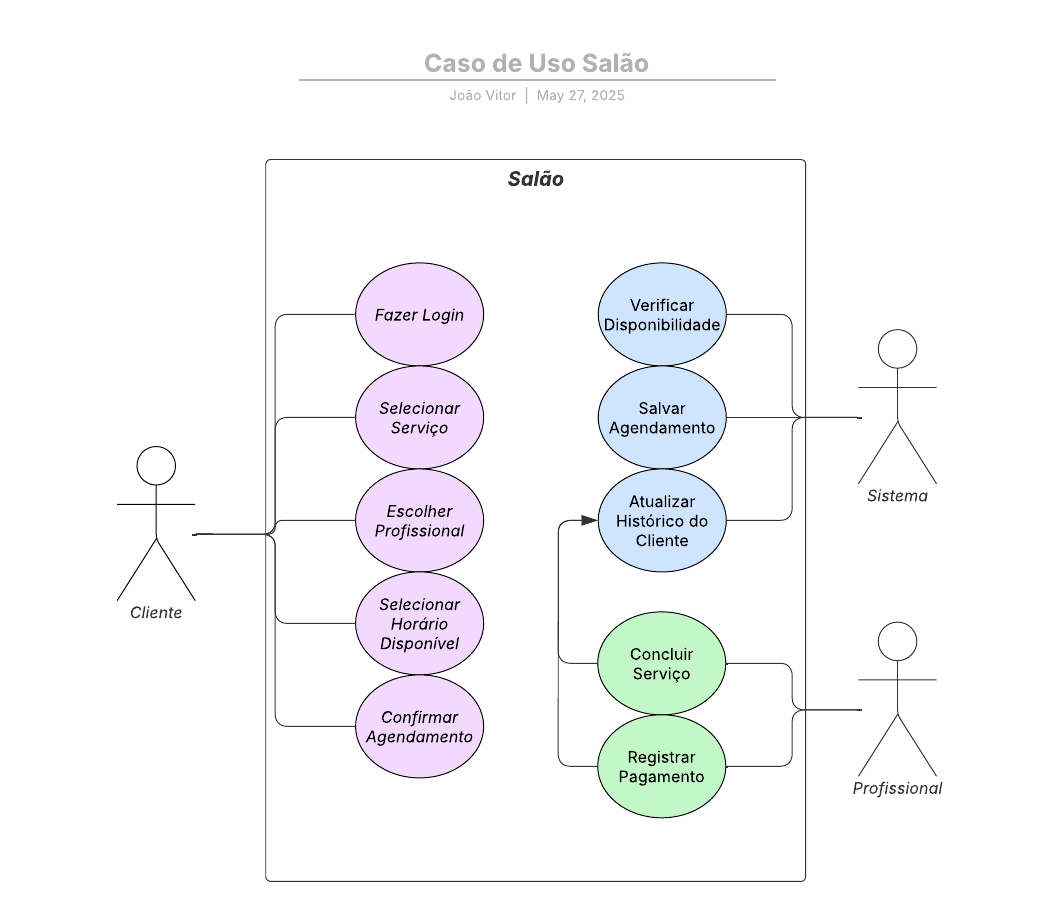 Caso de Uso Salão
João Vitor | May 27, 2025
Salão
Fazer Login
Selecionar
Serviço
Escolher
Profissional
Selecionar
Horário
Disponível
Confirmar
Agendamento
Verificar
Disponibilidade
Salvar
Agendamento
Atualizar
Histórico do
Cliente
Concluir
Serviço
Registrar
Pagamento
Cliente
Sistema
Profissional